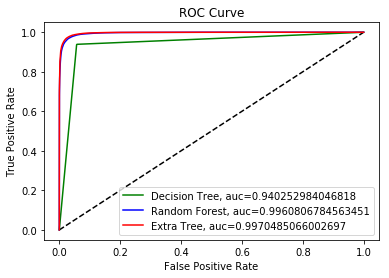 ROC Curve
True Positive Rate
1.0
0.8
0.6
0.4
0.2
0.0
Decision Tree, auc=0.940252984046818
Random Forest, auc=0.9960806784563451
Extra Tree, auc=0.9970485066002697
0.0 0.2 0.4 0.6 0.8 1.0
False Positive Rate